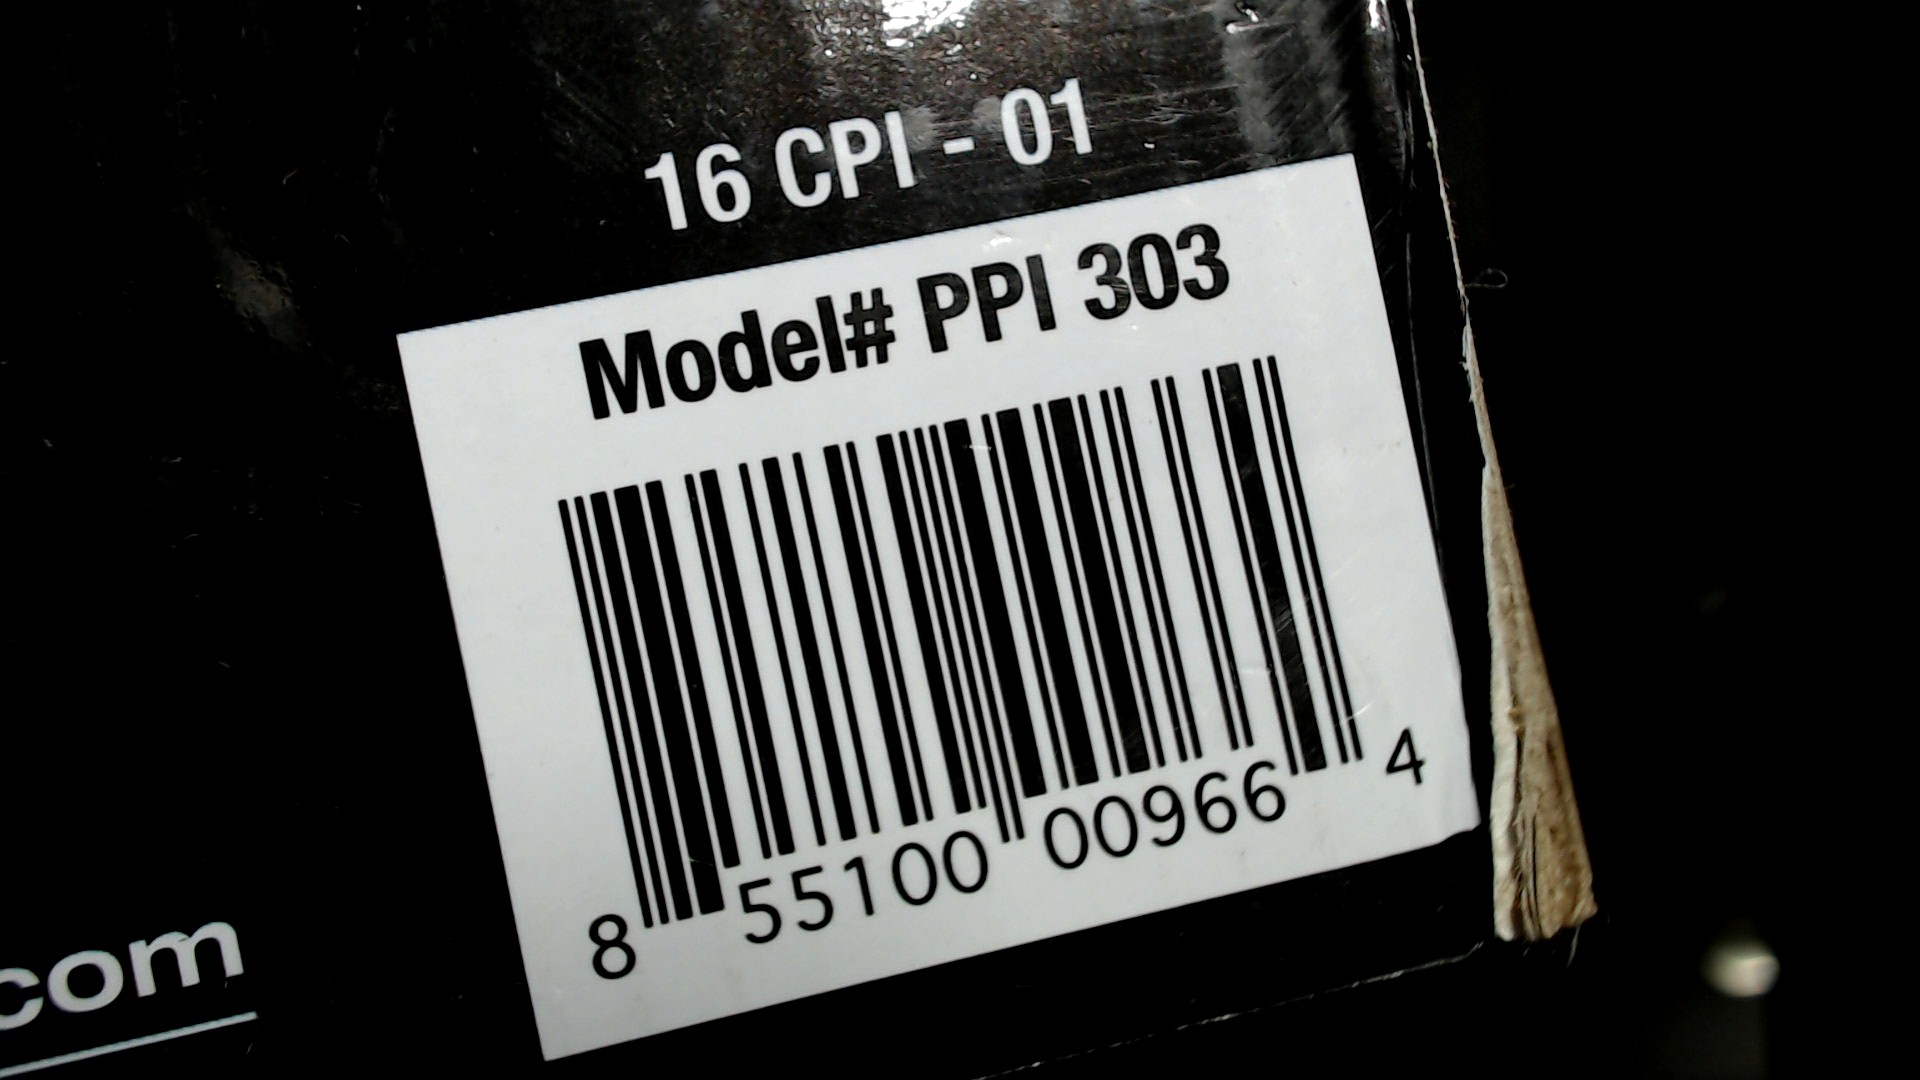 16 CPI - 01
Model# PPI 303
8 55100 00966 4
.com